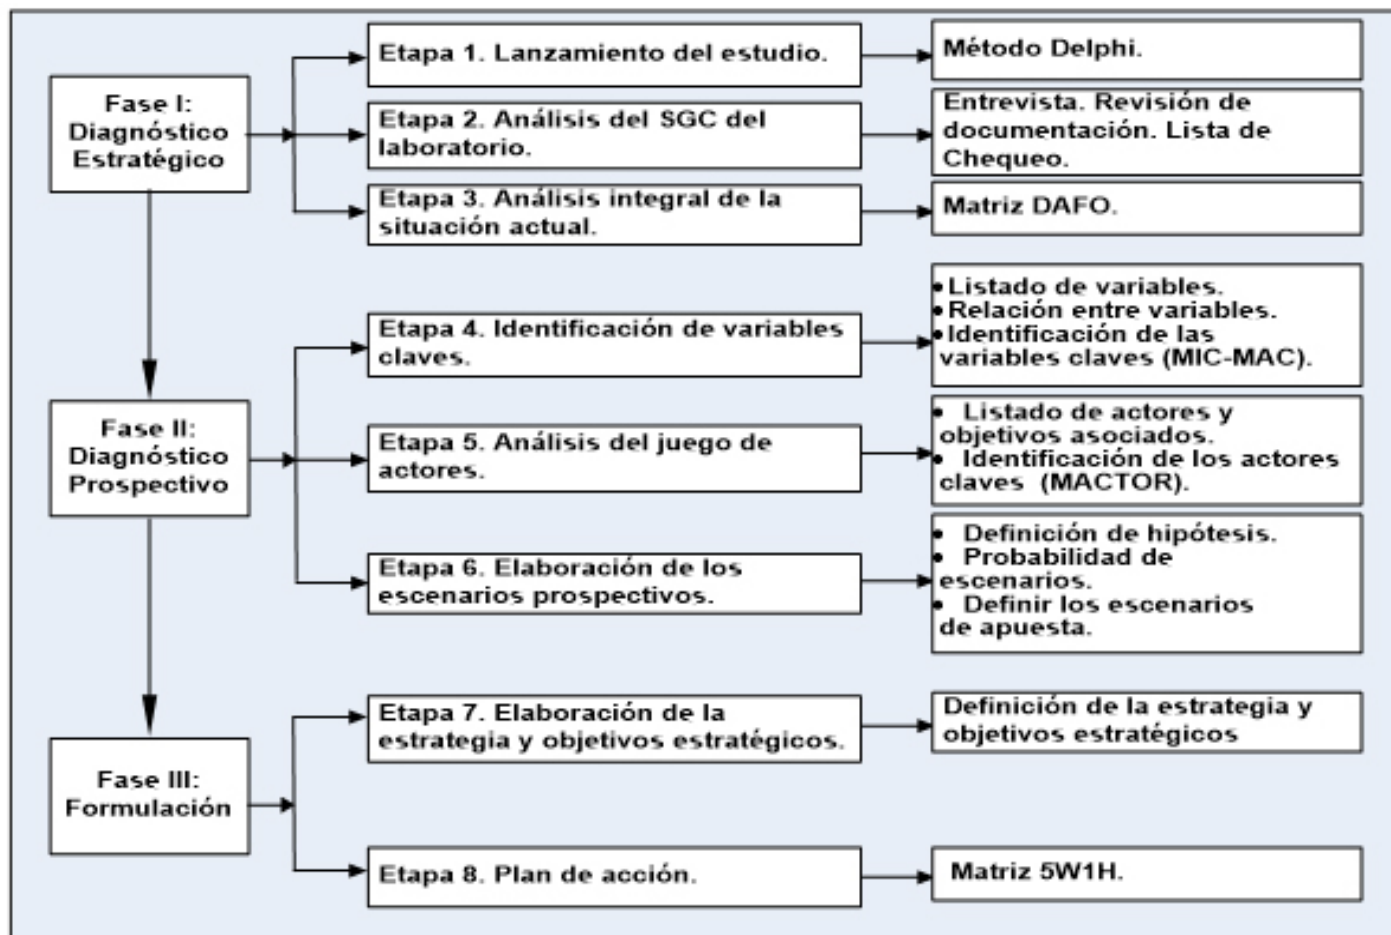 Fase I:
Diagnóstico
Estratégico
Etapa 1. Lanzamiento del estudio.
Método Delphi.
Etapa 2. Análisis del SGC del
laboratorio.
Entrevista. Revisión de
documentación. Lista de
Chequeo.
Etapa 3. Análisis integral de la
situación actual.
Matriz DAFO.
Fase II:
Diagnóstico
Prospectivo
Etapa 4. Identificación de variables
claves.
• Listado de variables.
• Relación entre variables.
• Identificación de las
variables claves (MIC-MAC).
Etapa 5. Análisis del juego de
actores.
• Listado de actores y
objetivos asociados.
• Identificación de los actores
claves (MACTOR).
Etapa 6. Elaboración de los
escenarios prospectivos.
• Definición de hipótesis.
• Probabilidad de
escenarios.
• Definir los escenarios
de apuesta.
Fase III:
Formulación
Etapa 7. Elaboración de la
estrategia y objetivos estratégicos.
Definición de la estrategia y
objetivos estratégicos
Etapa 8. Plan de acción.
Matriz 5W1H.